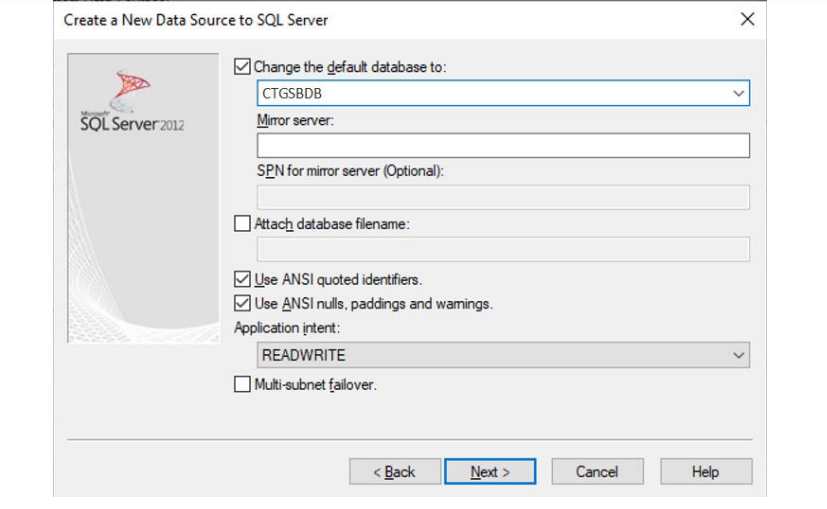 Create a New Data Source to SQL Server
Change the default database to:
CTGSBDB
Mirror server:
Microsoft
SQL Server 2012
SPN for mirror server (Optional):
Attach database filename:
Use ANSI quoted identifiers.
Use ANSI nulls, paddings and warnings.
Application intent:
READWRITE
Multi-subnet failover.
< Back
Next >
Cancel
Help